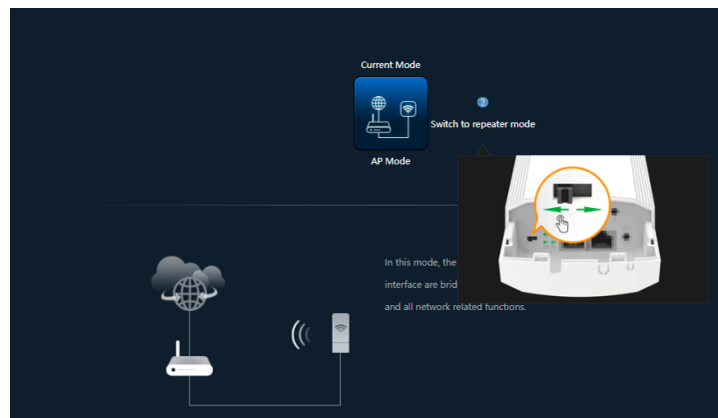 Current Mode
?
Switch to repeater mode
AP Mode
In this mode, the
interface are brid
and all network related functions.